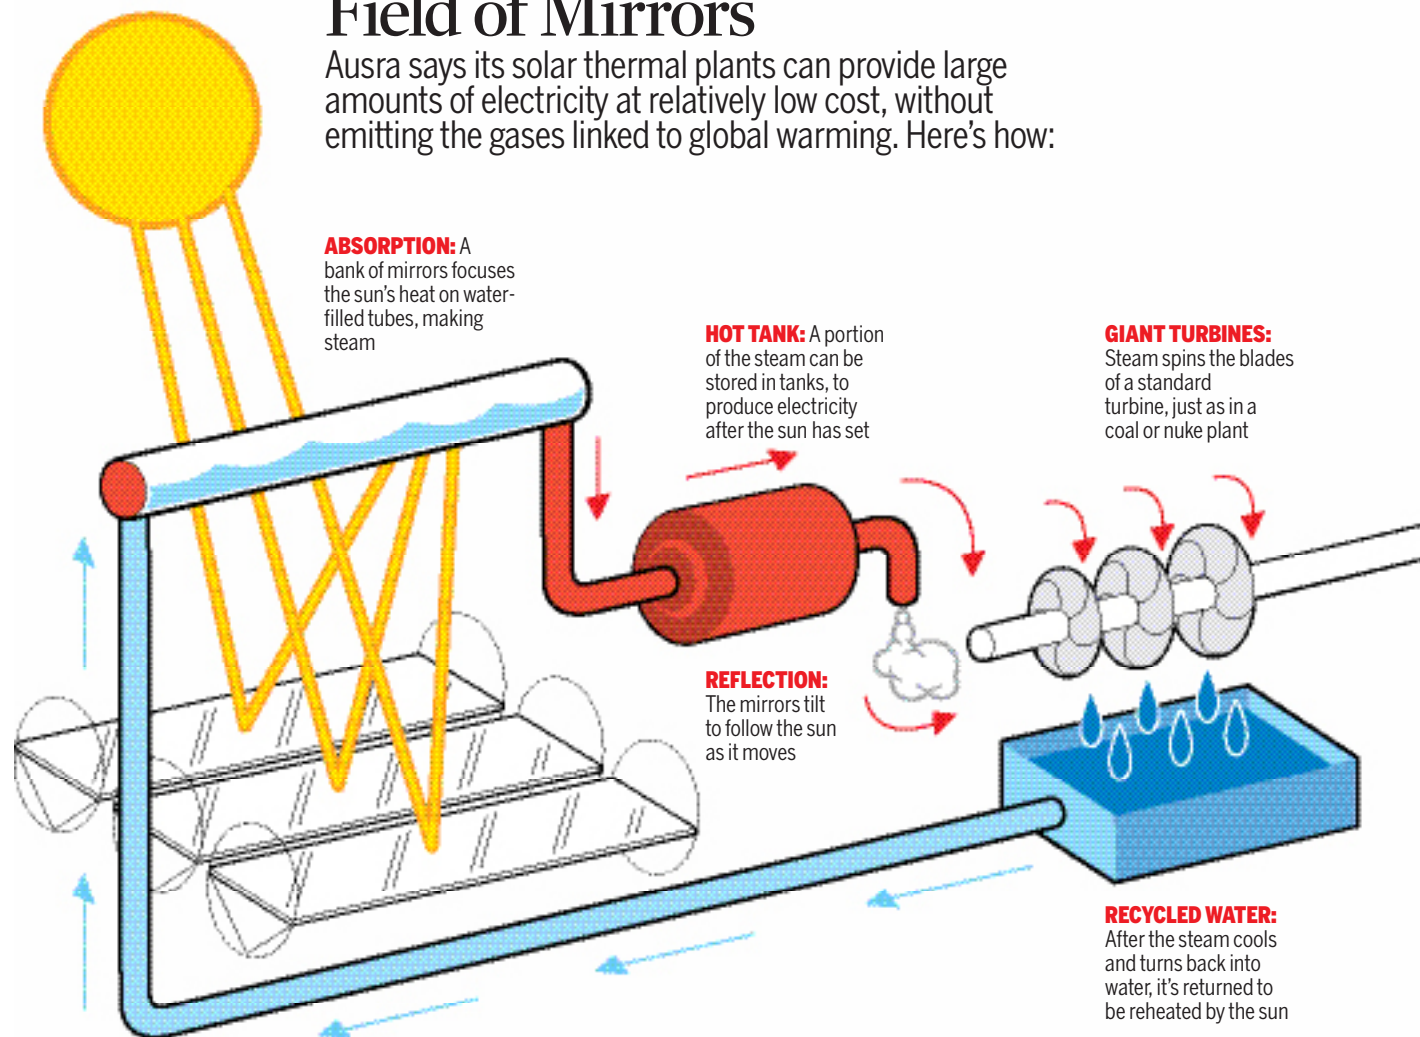 Field of Mirrors
Ausra says its solar thermal plants can provide large
amounts of electricity at relatively low cost, without
emitting the gases linked to global warming. Here's how:
ABSORPTION: A
bank of mirrors focuses
the sun's heat on water-
filled tubes, making
steam
HOT TANK: A portion
of the steam can be
stored in tanks, to
produce electricity
after the sun has set
GIANT TURBINES:
Steam spins the blades
of a standard
turbine, just as in a
coal or nuke plant
REFLECTION:
The mirrors tilt
to follow the sun
as it moves
RECYCLED WATER:
After the steam cools
and turns back into
water, it's returned to
be reheated by the sun